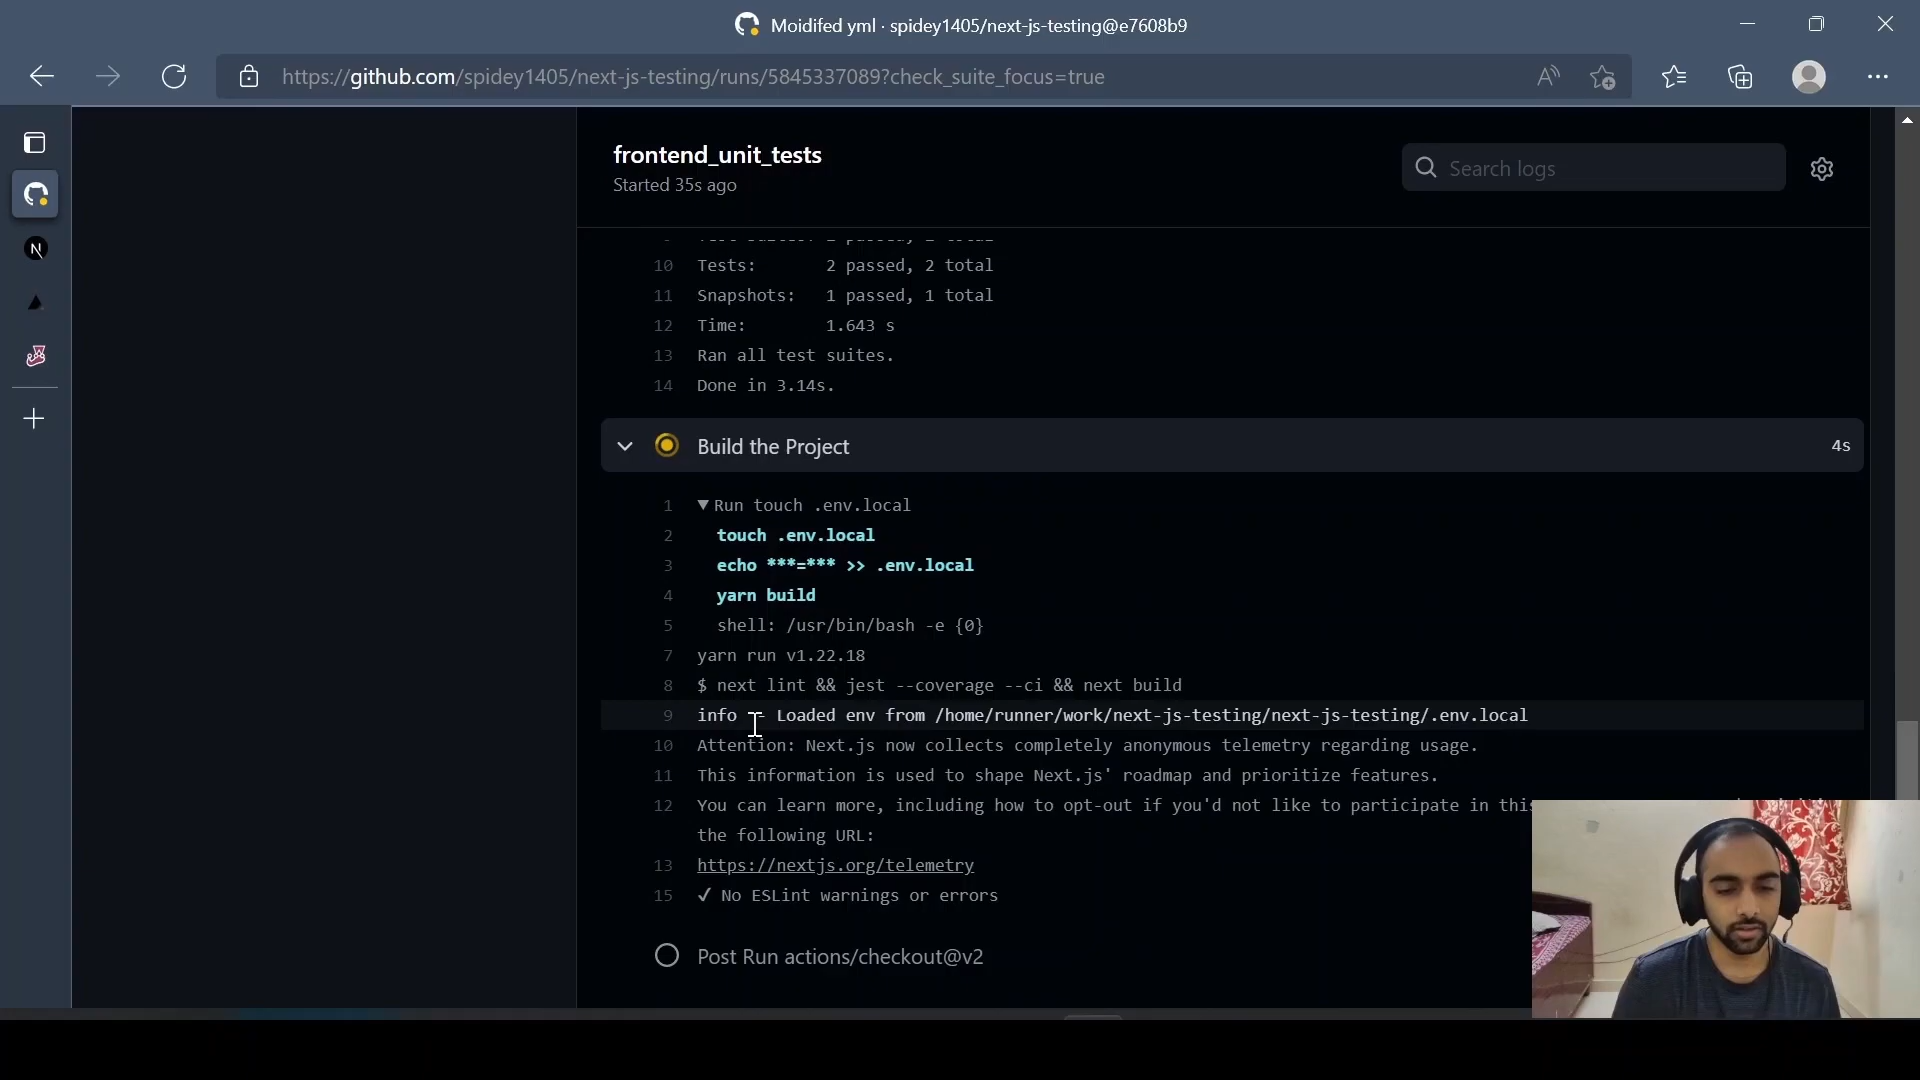 Moidifed yml · spidey1405/next-js-testing@e7608b9
https://github.com/spidey1405/next-js-testing/runs/5845337089?check_suite_focus=true
frontend_unit_tests
Started 35s ago
Search logs
10 Tests: 2 passed, 2 total
11 Snapshots: 1 passed, 1 total
12 Time: 1.643 s
13 Ran all test suites.
14 Done in 3.14s.
Build the Project 4s
1 ▼ Run touch .env.local
2 touch .env.local
3 echo ***=*** >> .env.local
4 yarn build
5 shell: /usr/bin/bash -e {0}
7 yarn run v1.22.18
8 $ next lint && jest --coverage --ci && next build
9 info - Loaded env from /home/runner/work/next-js-testing/next-js-testing/.env.local
10 Attention: Next.js now collects completely anonymous telemetry regarding usage.
11 This information is used to shape Next.js' roadmap and prioritize features.
12 You can learn more, including how to opt-out if you'd not like to participate in this
the following URL:
13 https://nextjs.org/telemetry
15 ✓ No ESLint warnings or errors
Post Run actions/checkout@v2